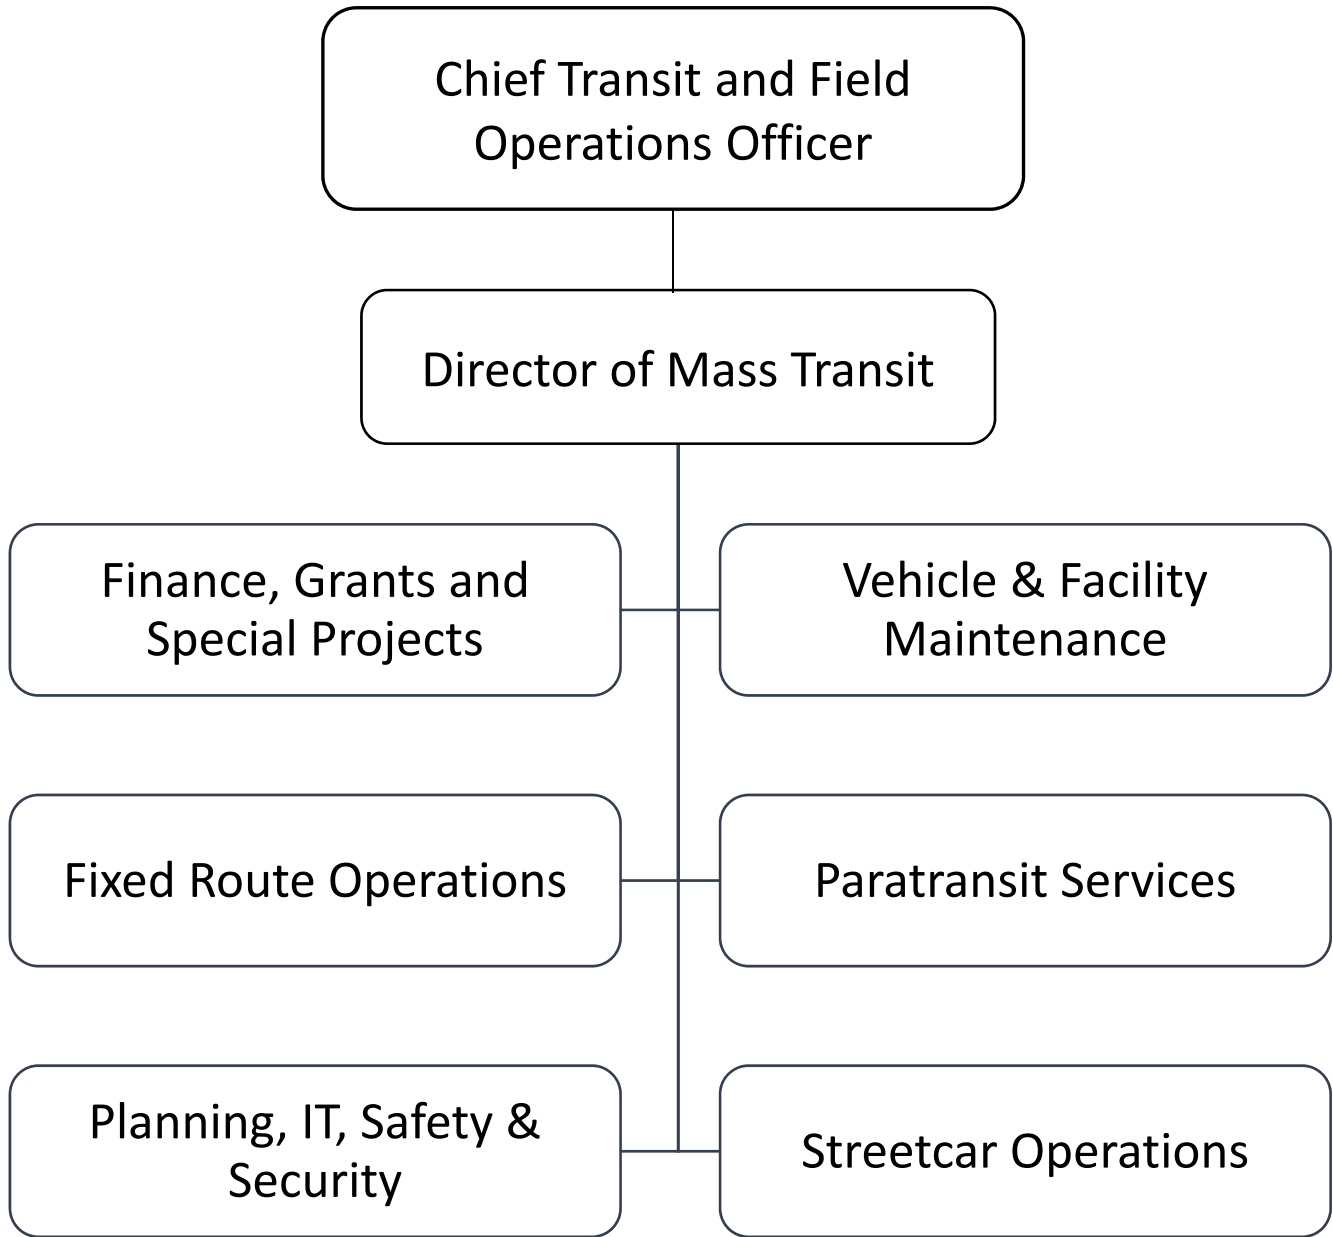 Chief Transit and Field
Operations Officer
Director of Mass Transit
Finance, Grants and
Special Projects
Vehicle & Facility
Maintenance
Fixed Route Operations
Paratransit Services
Planning, IT, Safety &
Security
Streetcar Operations